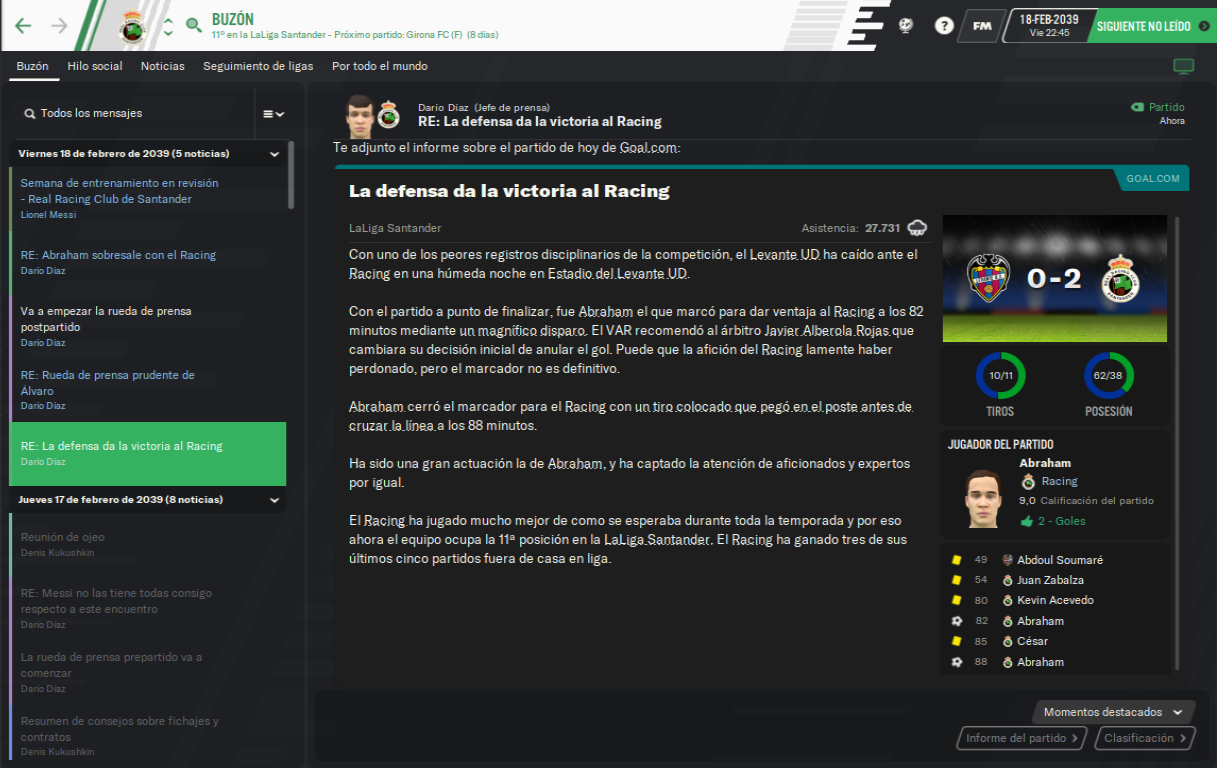 BUZÓN
11º en la LaLiga Santander - Próximo partido: Girona FC (F) (8 días)
?
FM
18-FEB-2039
Vie 22:45
SIGUIENTE NO LEÍDO
Buzón
Hilo social
Noticias
Seguimiento de ligas
Por todo el mundo
Todos los mensajes
Viernes 18 de febrero de 2039 (5 noticias)
Semana de entrenamiento en revisión
- Real Racing Club de Santander
Lionel Messi
RE: Abraham sobresale con el Racing
Darío Díaz
Va a empezar la rueda de prensa
postpartido
Darío Díaz
RE: Rueda de prensa prudente de
Álvaro
Darío Díaz
RE: La defensa da la victoria al Racing
Darío Díaz
Jueves 17 de febrero de 2039 (8 noticias)
Reunión de ojeo
Denis Kukushkin
RE: Messi no las tiene todas consigo
respecto a este encuentro
Darío Díaz
La rueda de prensa prepartido va a
comenzar
Darío Díaz
Resumen de consejos sobre fichajes y
contratos
Denis Kukushkin
Darío Díaz (Jefe de prensa)
RE: La defensa da la victoria al Racing
Partido
Ahora
Te adjunto el informe sobre el partido de hoy de Goal.com:
GOAL.COM
La defensa da la victoria al Racing
LaLiga Santander
Asistencia: 27.731
Con uno de los peores registros disciplinarios de la competición, el Levante UD ha caído ante el
Racing en una húmeda noche en Estadio del Levante UD.
Con el partido a punto de finalizar, fue Abraham el que marcó para dar ventaja al Racing a los 82
minutos mediante un magnífico disparo. El VAR recomendó al árbitro Javier Alberola Rojas que
cambiara su decisión inicial de anular el gol. Puede que la afición del Racing lamente haber
perdonado, pero el marcador no es definitivo.
Abraham cerró el marcador para el Racing con un tiro colocado que pegó en el poste antes de
cruzar la línea a los 88 minutos.
Ha sido una gran actuación la de Abraham, y ha captado la atención de aficionados y expertos
por igual.
El Racing ha jugado mucho mejor de como se esperaba durante toda la temporada y por eso
ahora el equipo ocupa la 11ª posición en la LaLiga Santander. El Racing ha ganado tres de sus
últimos cinco partidos fuera de casa en liga.
0-2
10/11
TIROS
62/38
POSESIÓN
JUGADOR DEL PARTIDO
Abraham
Racing
9,0 Calificación del partido
2 - Goles
49 Abdoul Soumaré
54 Juan Zabalza
80 Kevin Acevedo
82 Abraham
85 César
88 Abraham
Momentos destacados
Informe del partido
Clasificación